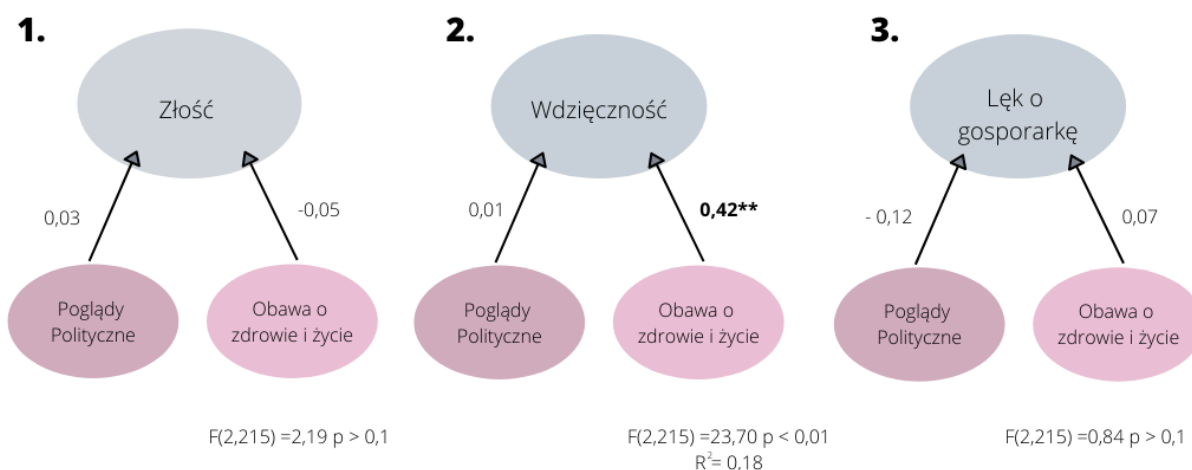 1.
Złość
0,03
-0,05
Poglądy
Polityczne
Obawa o
zdrowie i życie
F(2,215) =2,19 p > 0,1
2.
Wdzięczność
0,01
0,42**
Poglądy
Polityczne
Obawa o
zdrowie i życie
F(2,215) =23,70 p < 0,01
R²= 0,18
3.
Lęk o
gosporarkę
- 0,12
0,07
Poglądy
Polityczne
Obawa o
zdrowie i życie
F(2,215) =0,84 p > 0,1